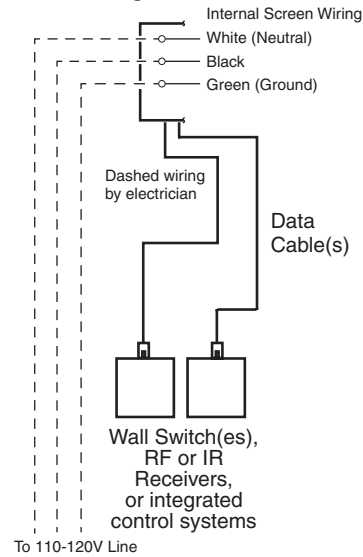 Internal Screen Wiring
White (Neutral)
Black
Green (Ground)
Dashed wiring
by electrician
Data
Cable(s)
Wall Switch(es),
RF or IR
Receivers,
or integrated
control systems
To 110-120V Line